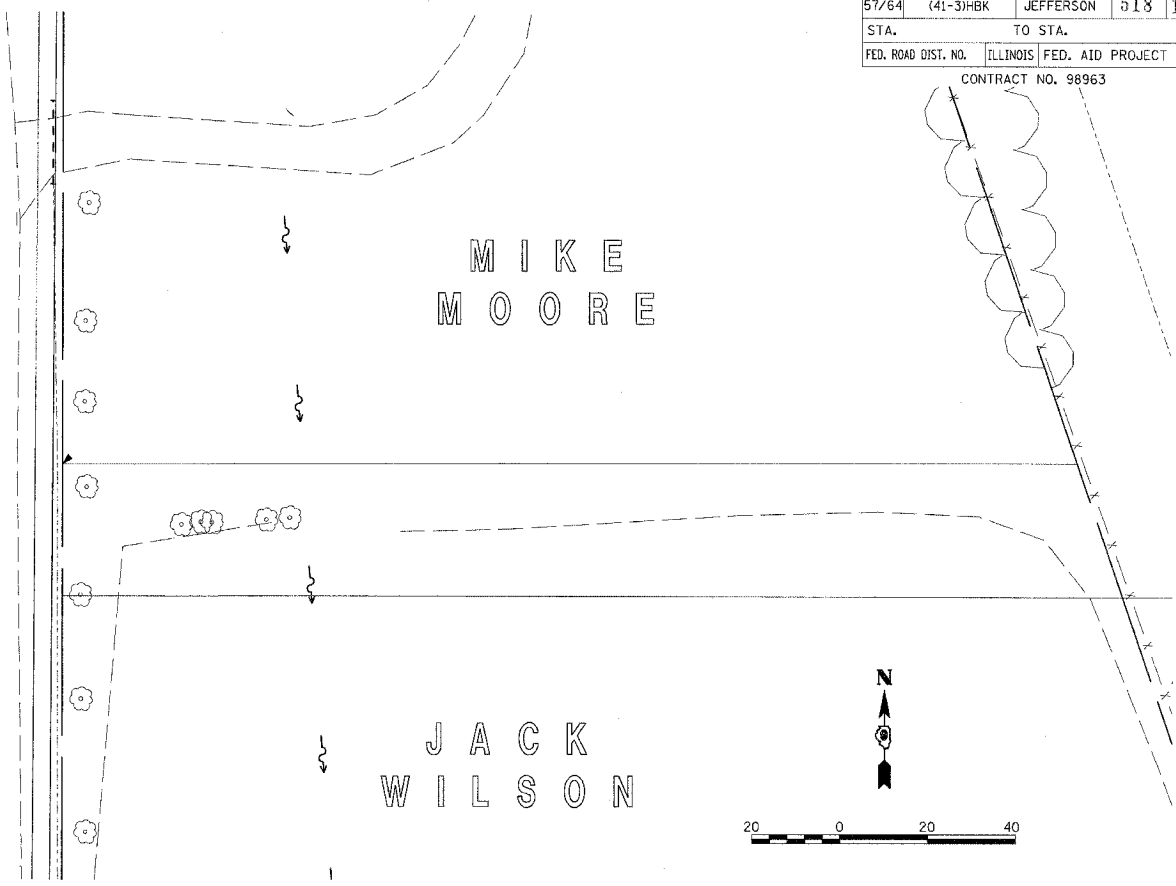 57/64 (41-3)HBK JEFFERSON 518
STA. TO STA.
FED. ROAD DIST. NO. ILLINOIS FED. AID PROJECT
CONTRACT NO. 98963
MIKE
MOORE
JACK
WILSON
N
20 0 20 40